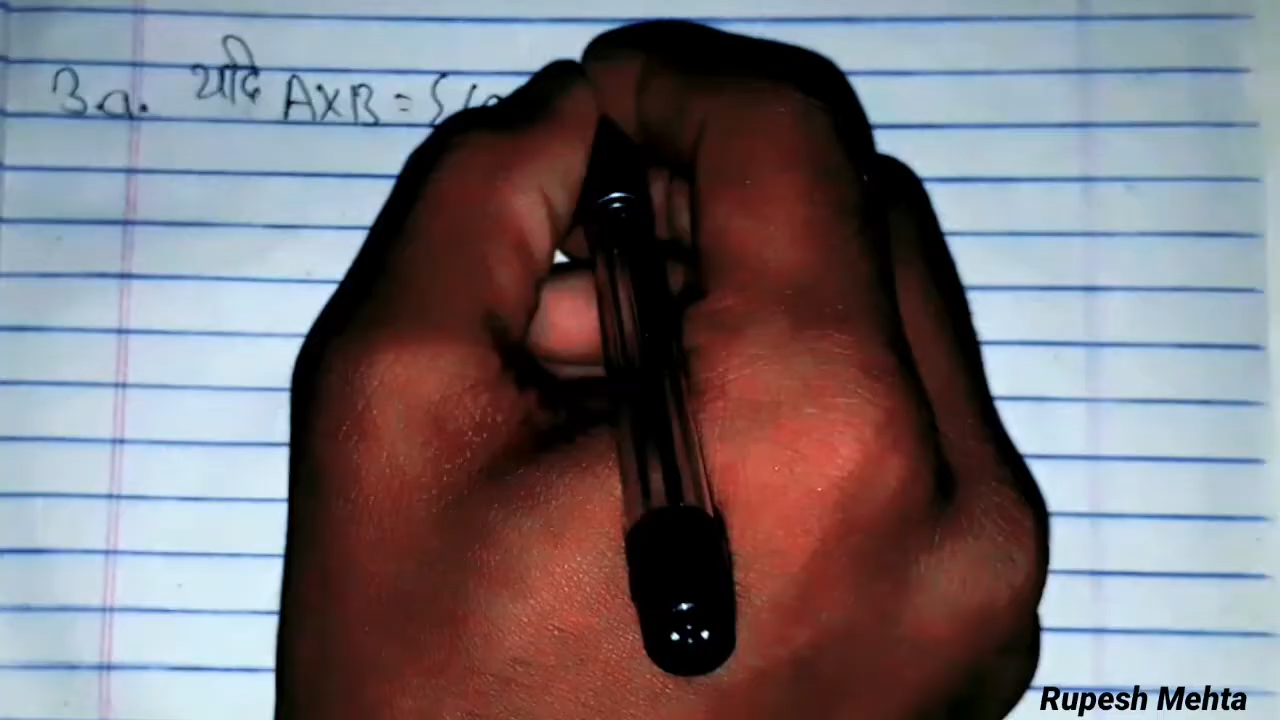 3a. यदि A×B = {(a
Rupesh Mehta